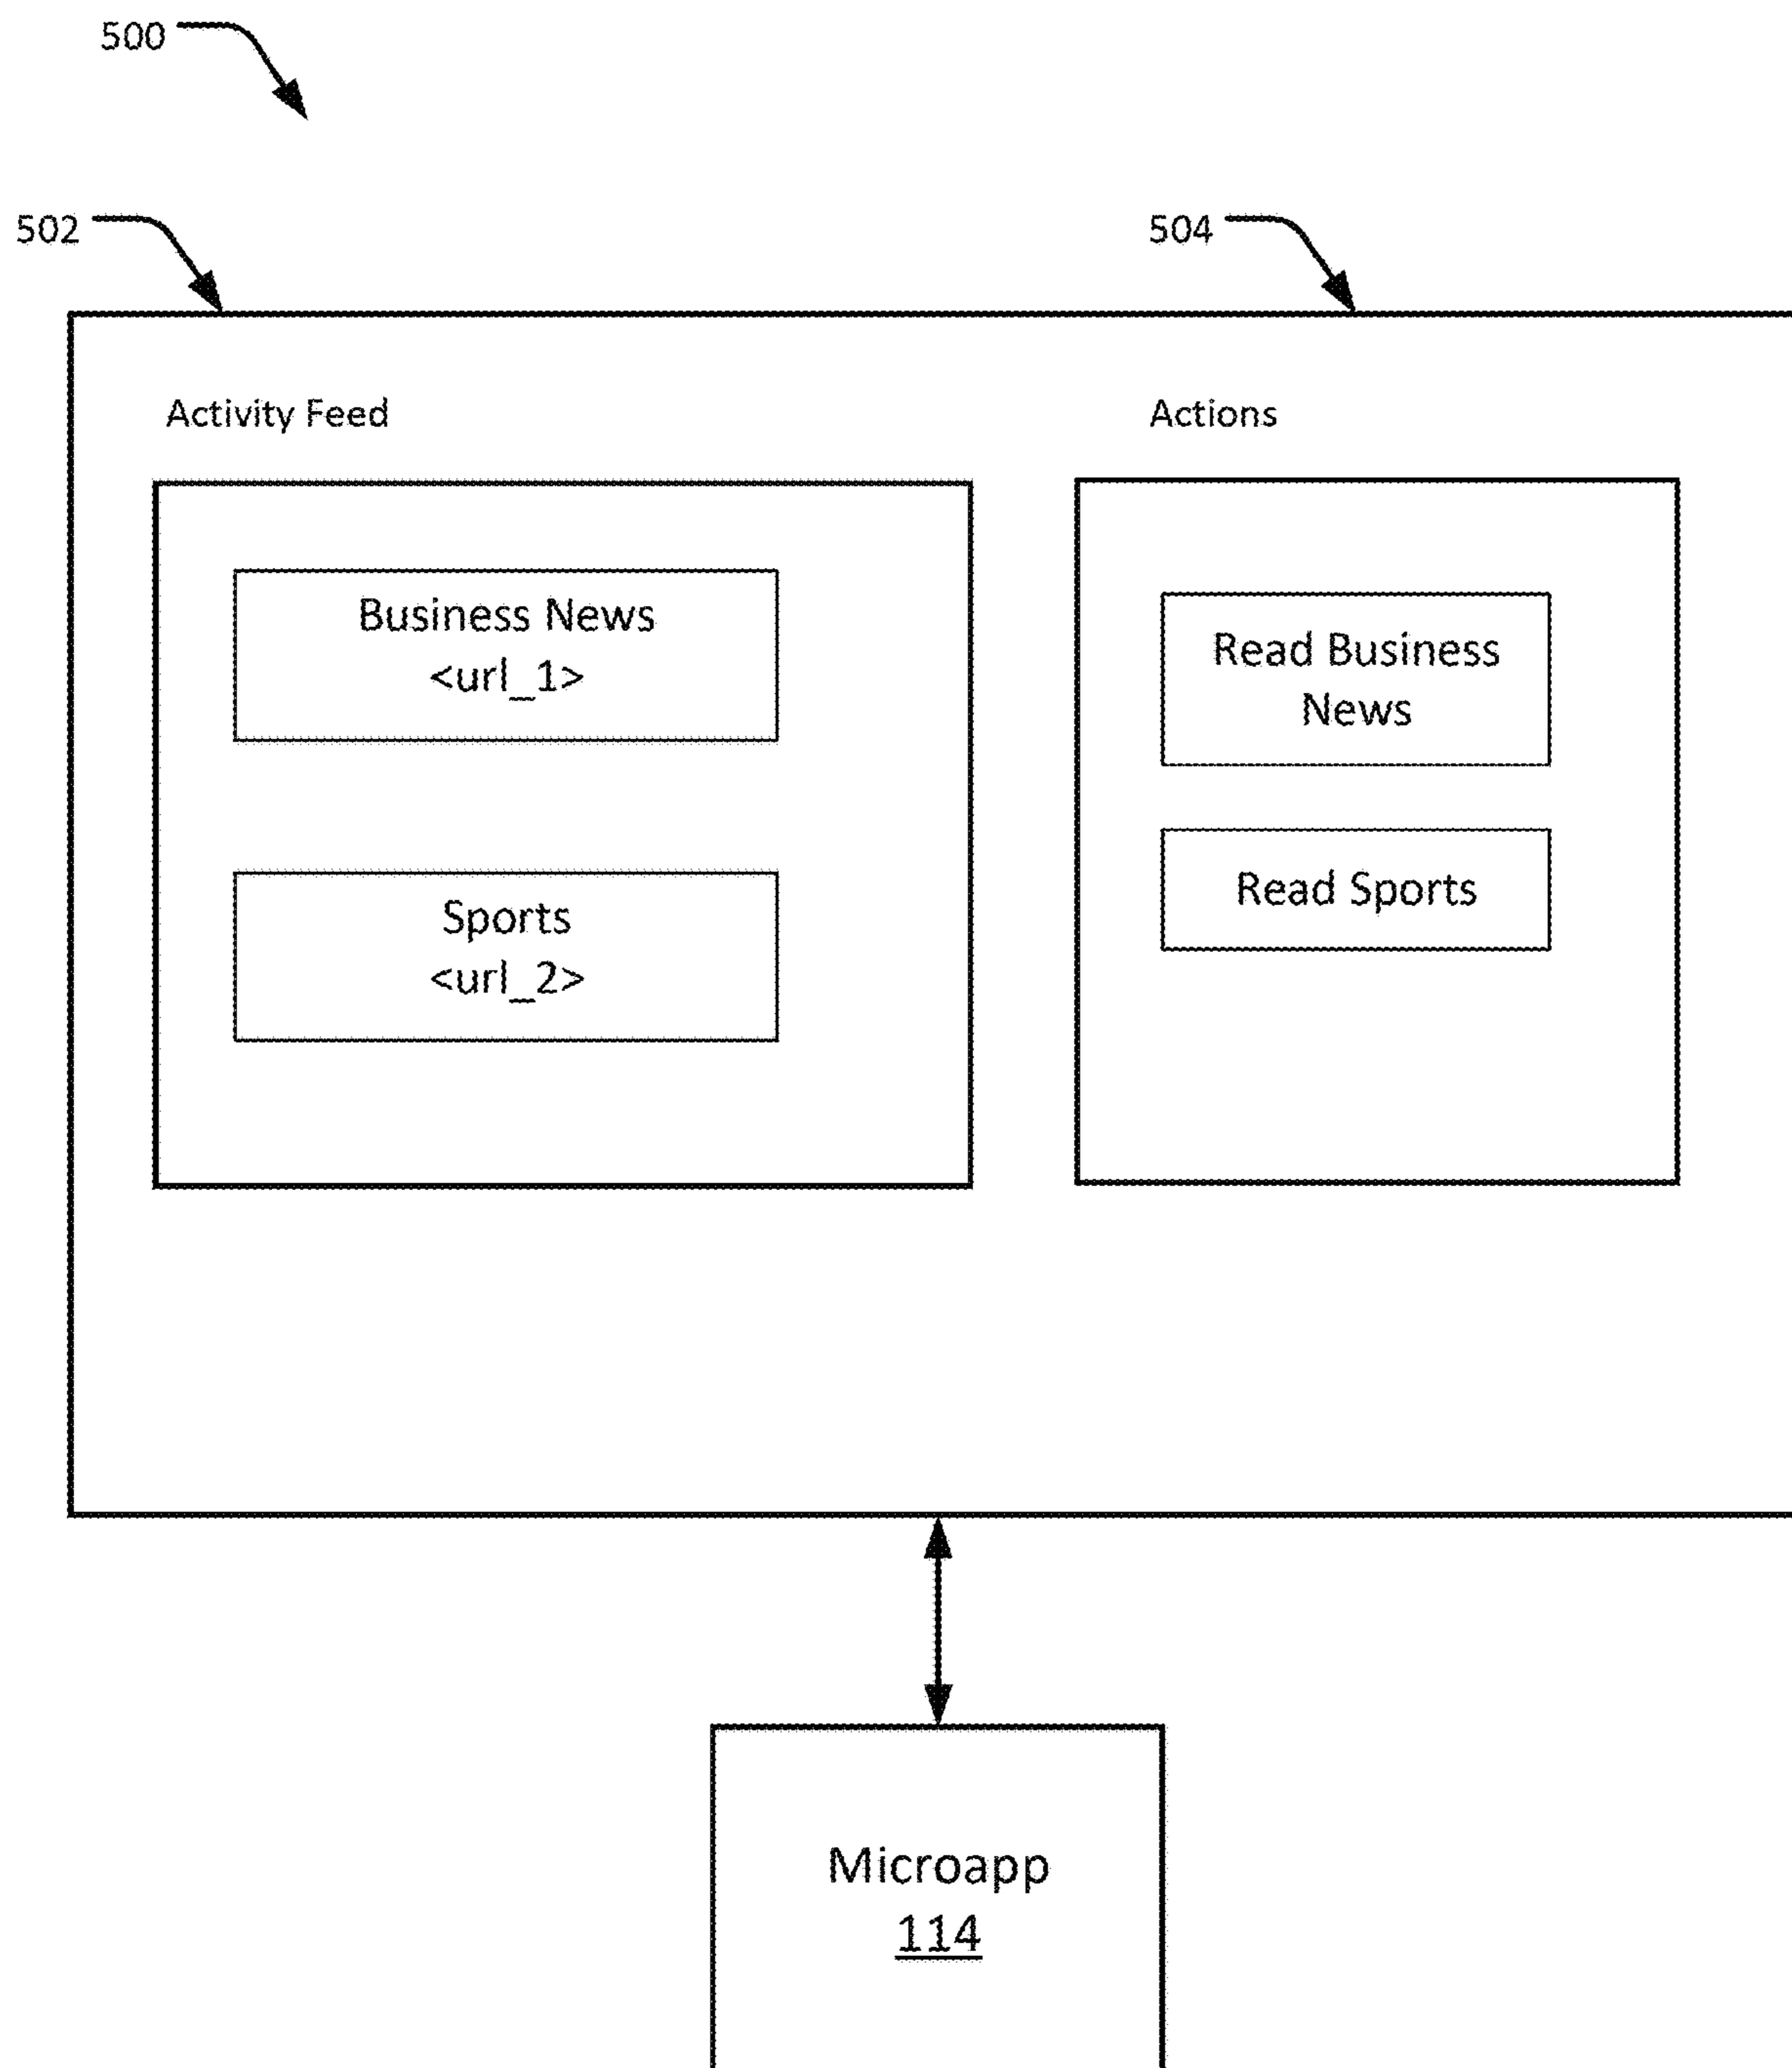 500
502
504
Activity Feed
Actions
Business News
<url_1>
Sports
<url_2>
Read Business
News
Read Sports
Microapp
114